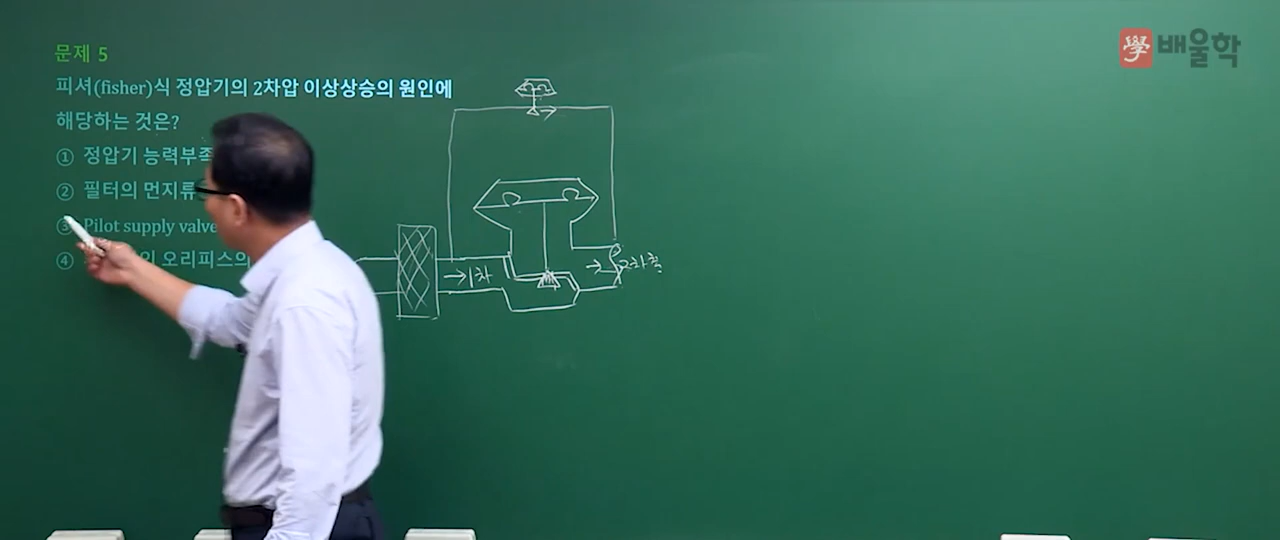 學 배울학
문제 5
피셔(fisher)식 정압기의 2차압 이상상승의 원인에
해당하는 것은?
① 정압기 능력부족
② 필터의 먼지류
③ Pilot supply valve
④ 오리피스의
→1차
→2차측